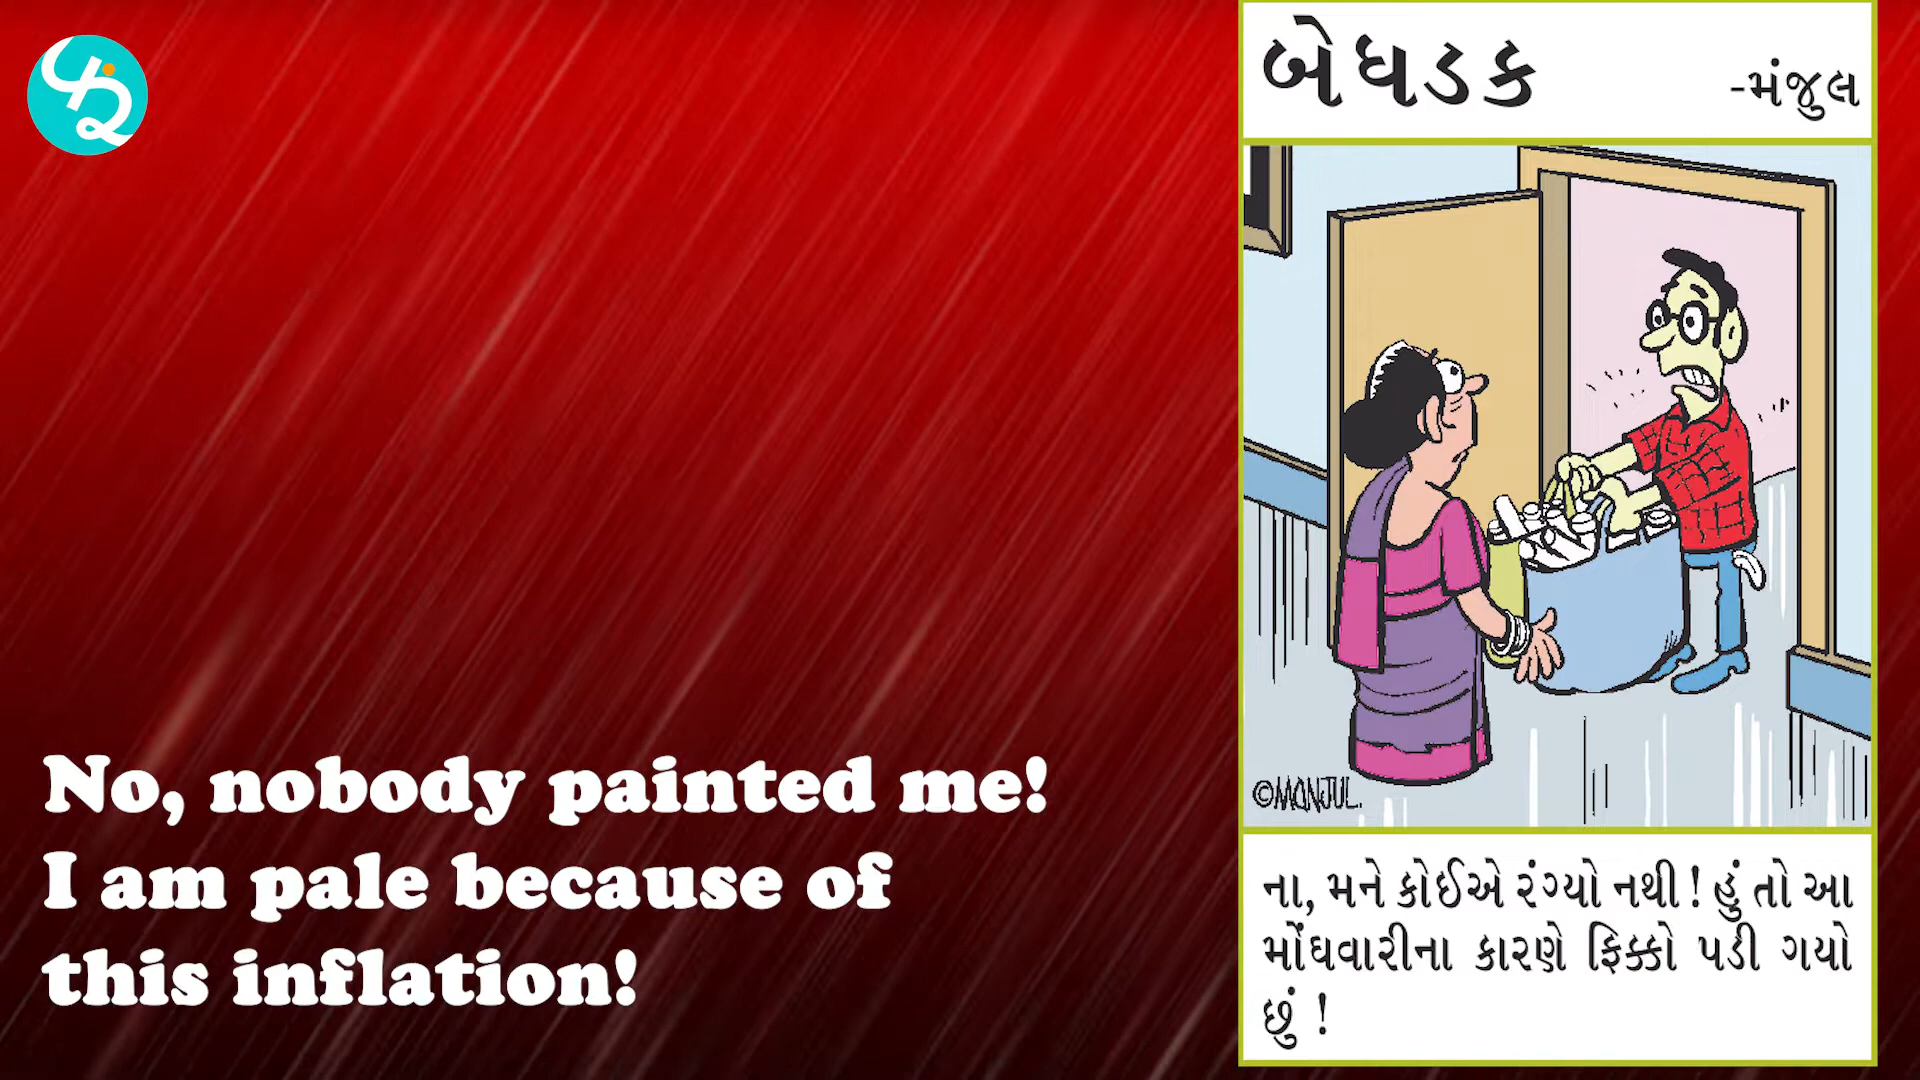 બેધડક
-મંજુલ
©MANJUL.
No, nobody painted me!
I am pale because of
this inflation!
ના, મને કોઈએ રંગ્યો નથી ! હું તો આ
મોંઘવારીના કારણે ફિક્કો પડી ગયો
છું !